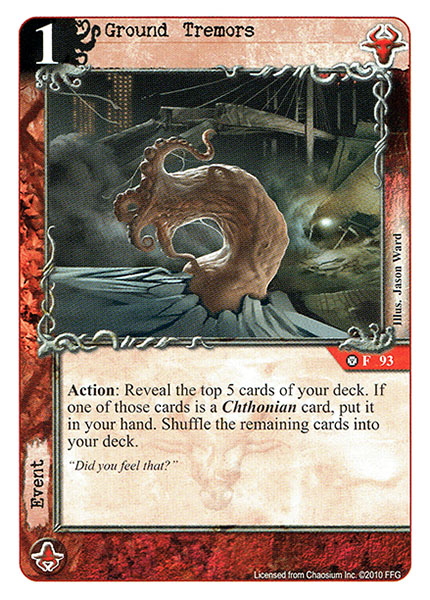 1
Ground Tremors
Illus. Jason Ward
F 93
Action: Reveal the top 5 cards of your deck. If
one of those cards is a Chthonian card, put it
in your hand. Shuffle the remaining cards into
your deck.
“Did you feel that?”
Event
Licensed from Chaosium Inc. ©2010 FFG